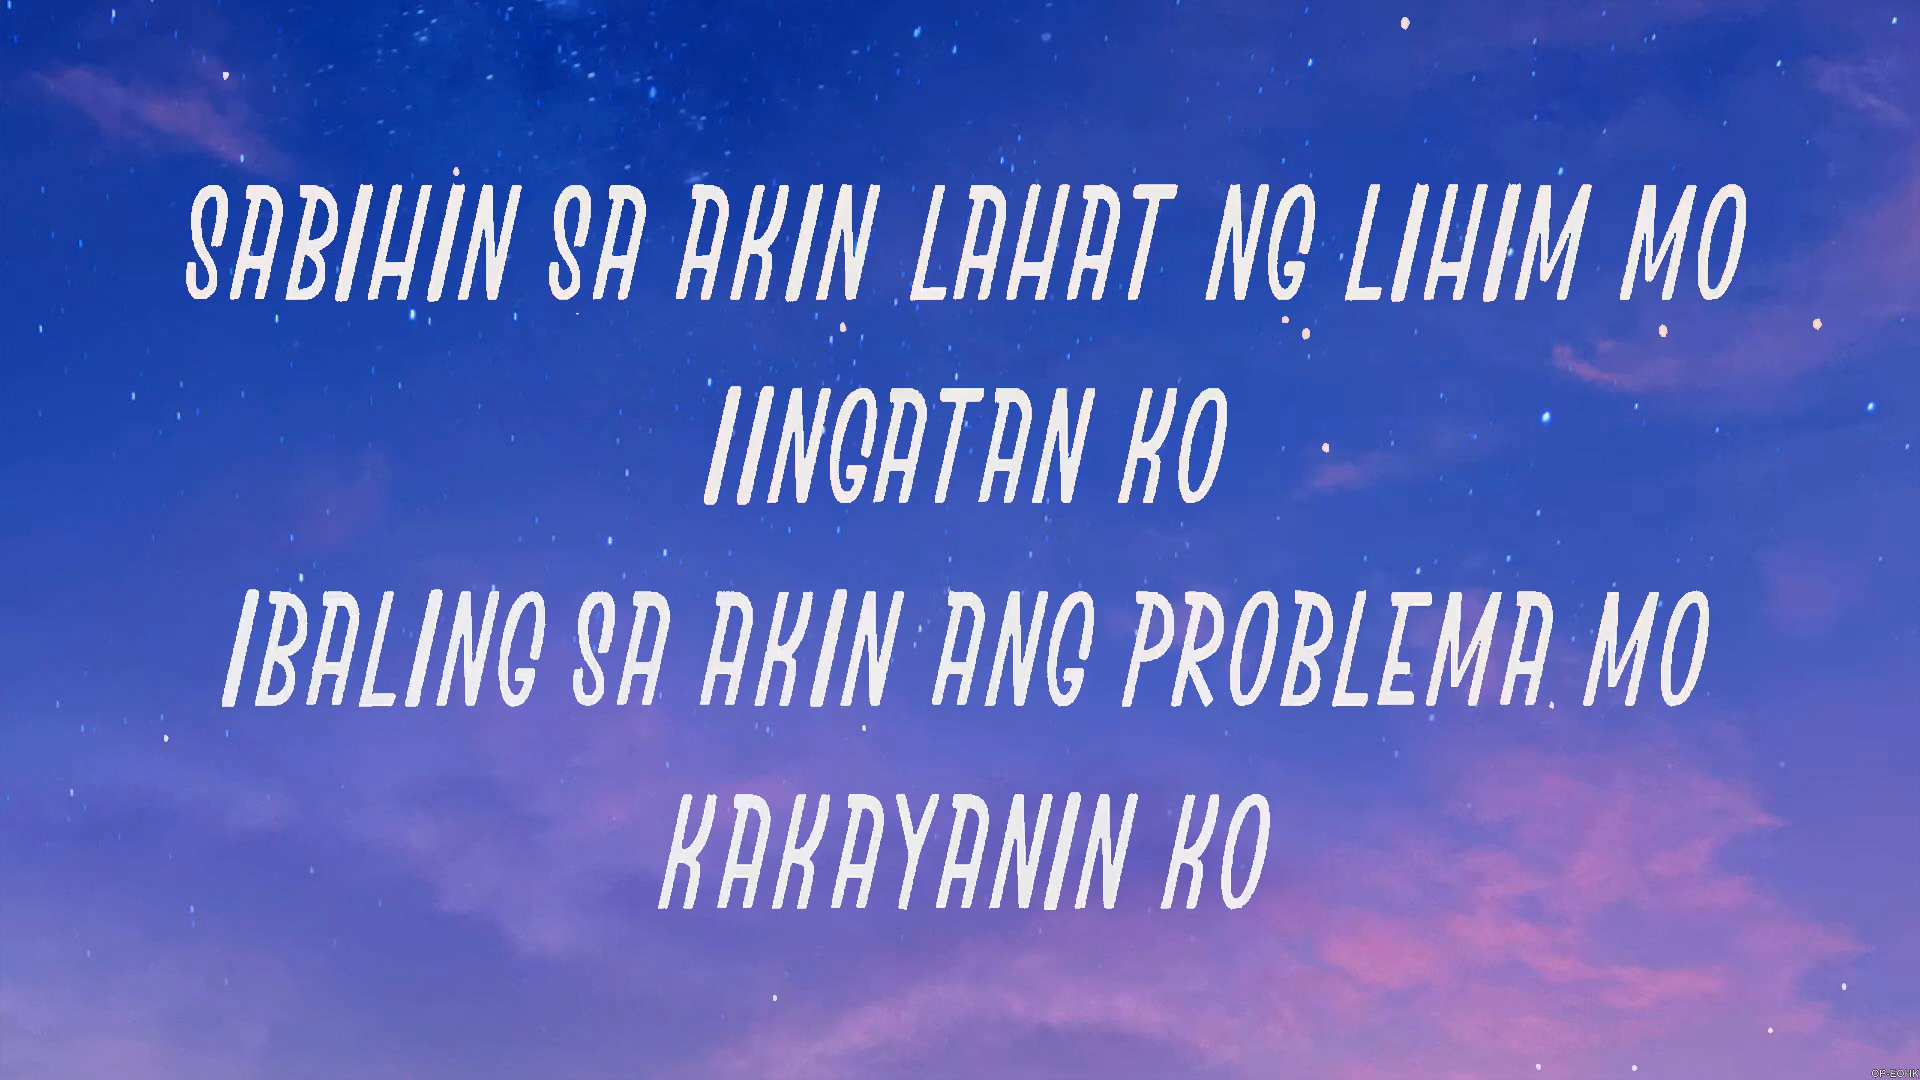 SABIHIN SA AKIN LAHAT NG LIHIM MO
IINGATAN KO
IBALING SA AKIN ANG PROBLEMA MO
KAKAYANIN KO